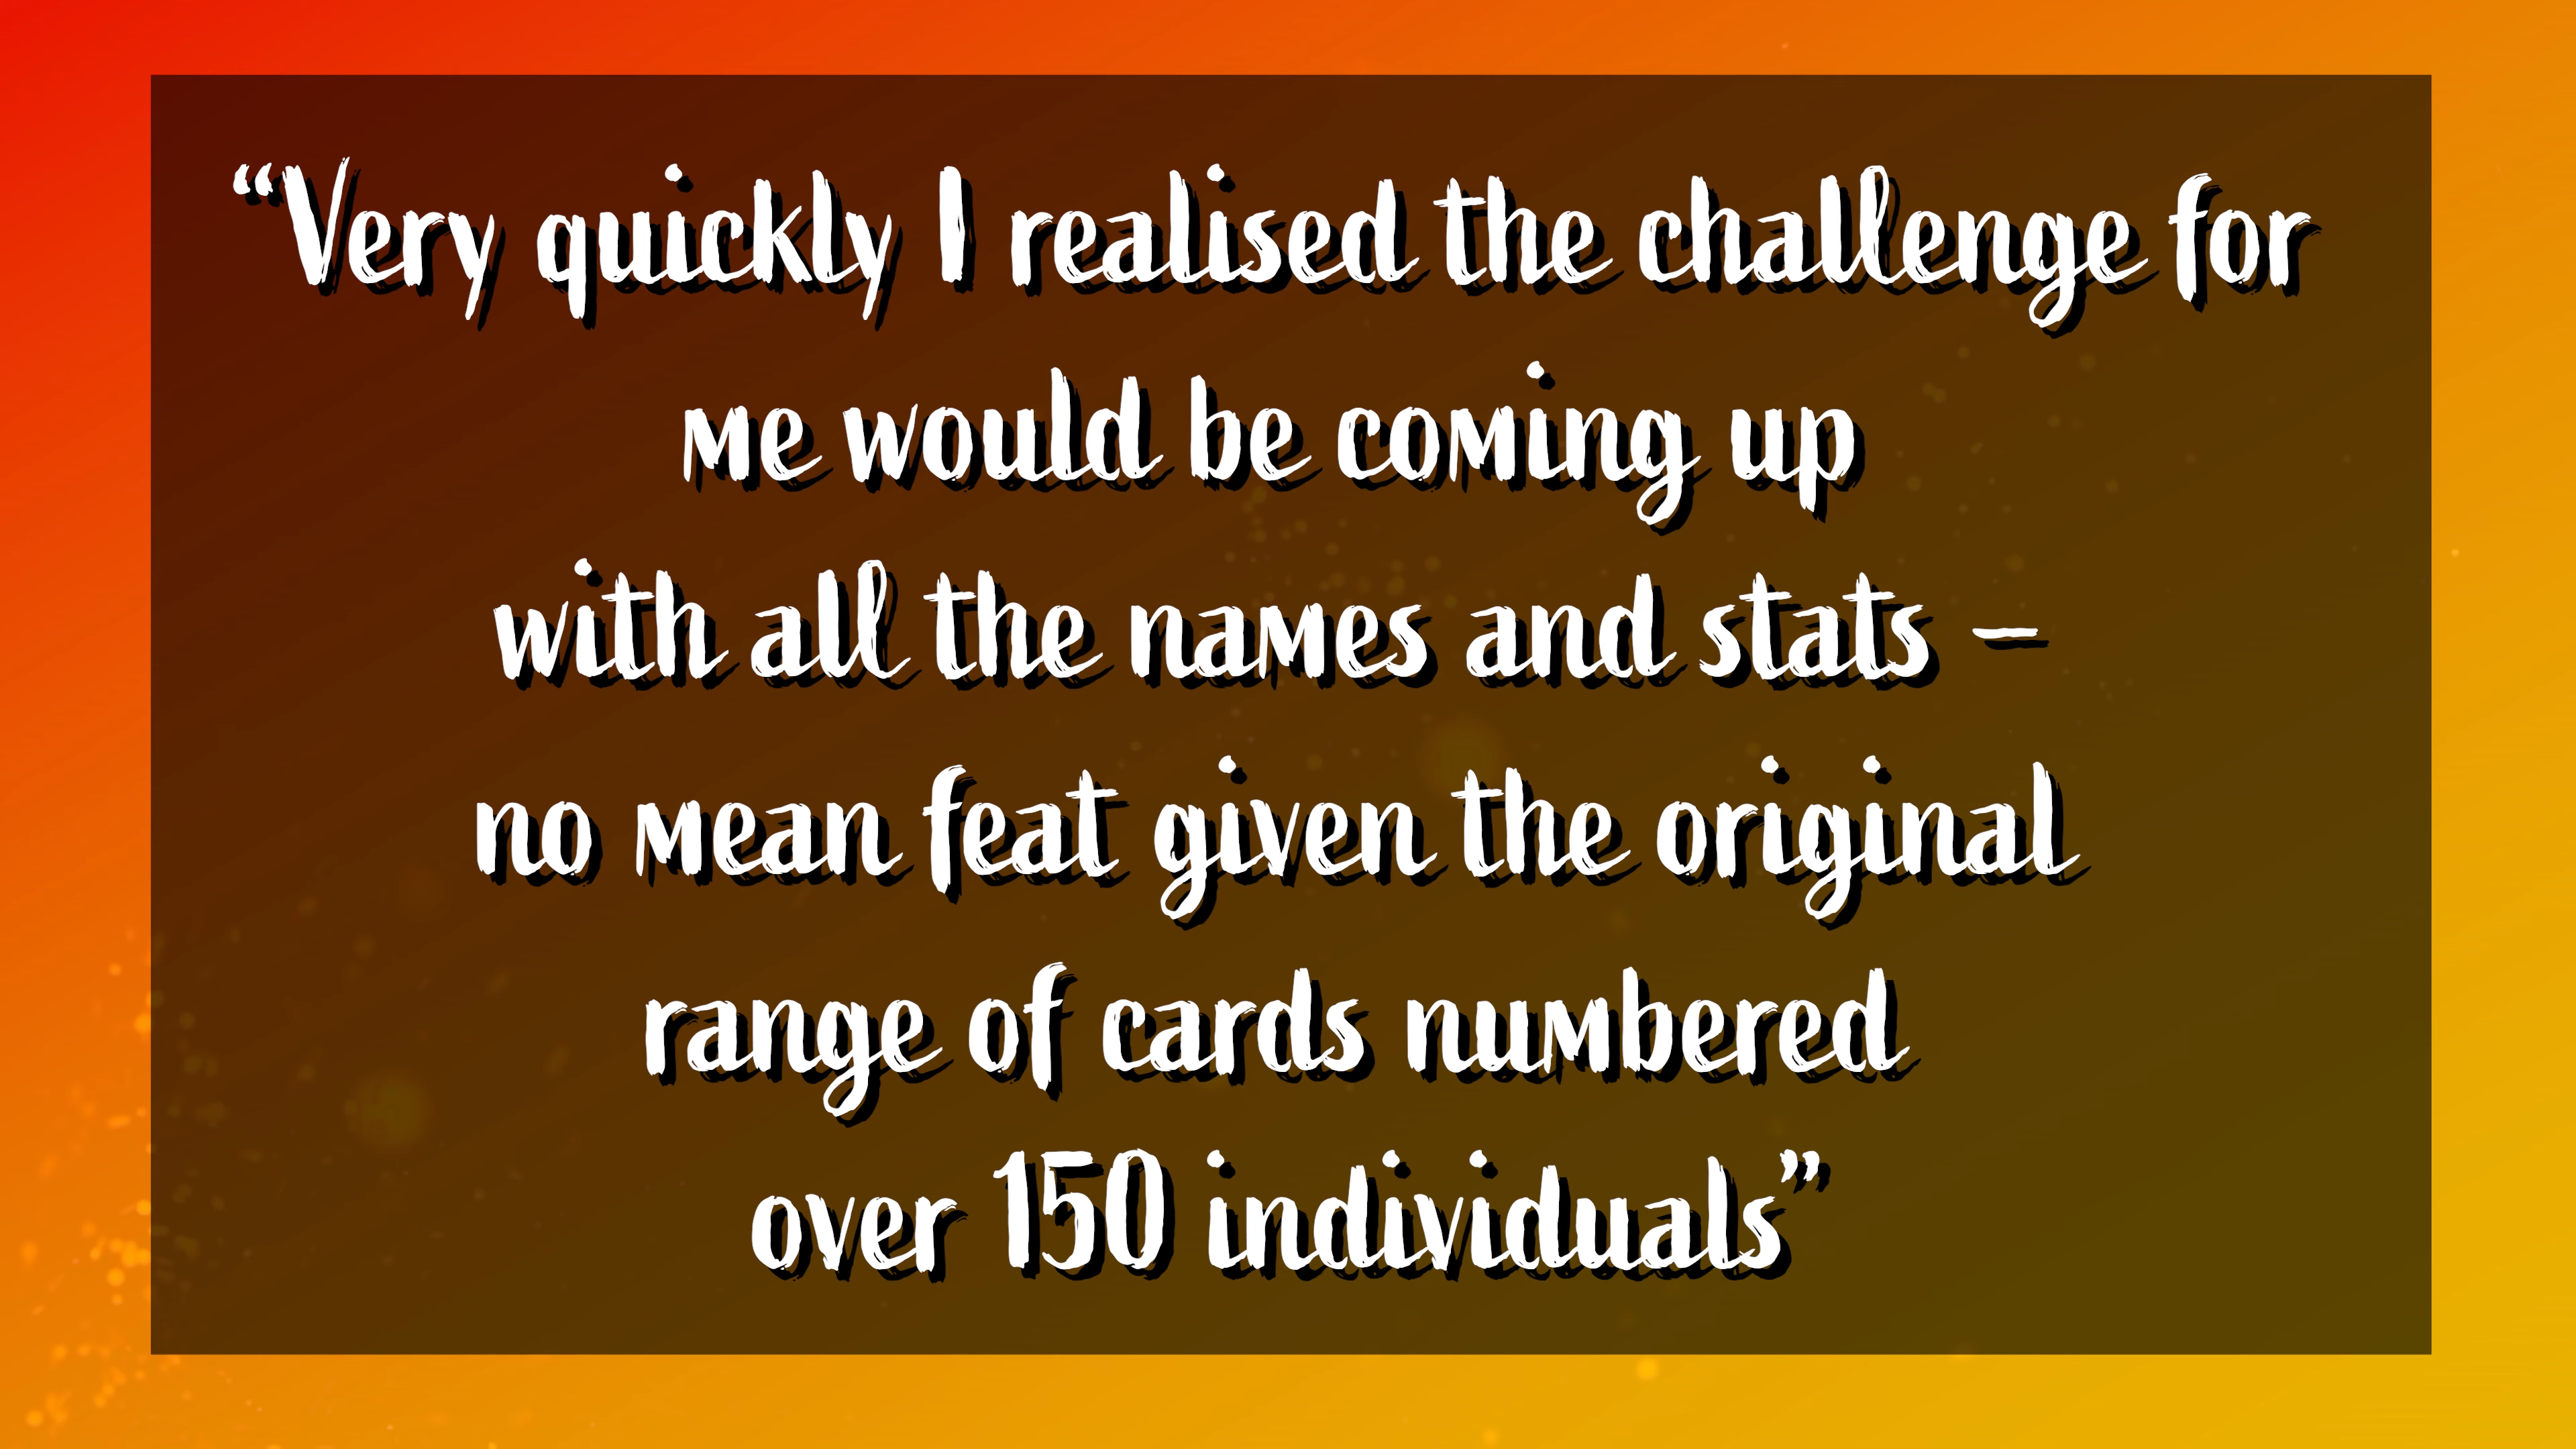 “Very quickly I realised the challenge for
me would be coming up
with all the names and stats –
no mean feat given the original
range of cards numbered
over 150 individuals”